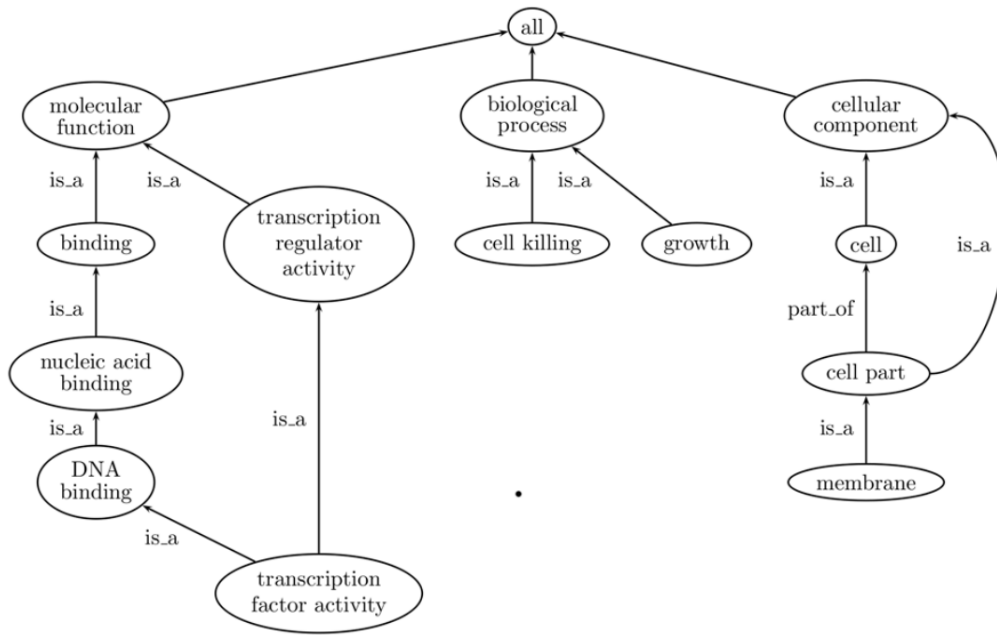 all
molecular
function
biological
process
cellular
component
is_a
is_a
is_a
is_a
is_a
binding
transcription
regulator
activity
cell killing
growth
cell
is_a
is_a
part_of
nucleic acid
binding
cell part
is_a
is_a
is_a
DNA
binding
membrane
is_a
transcription
factor activity